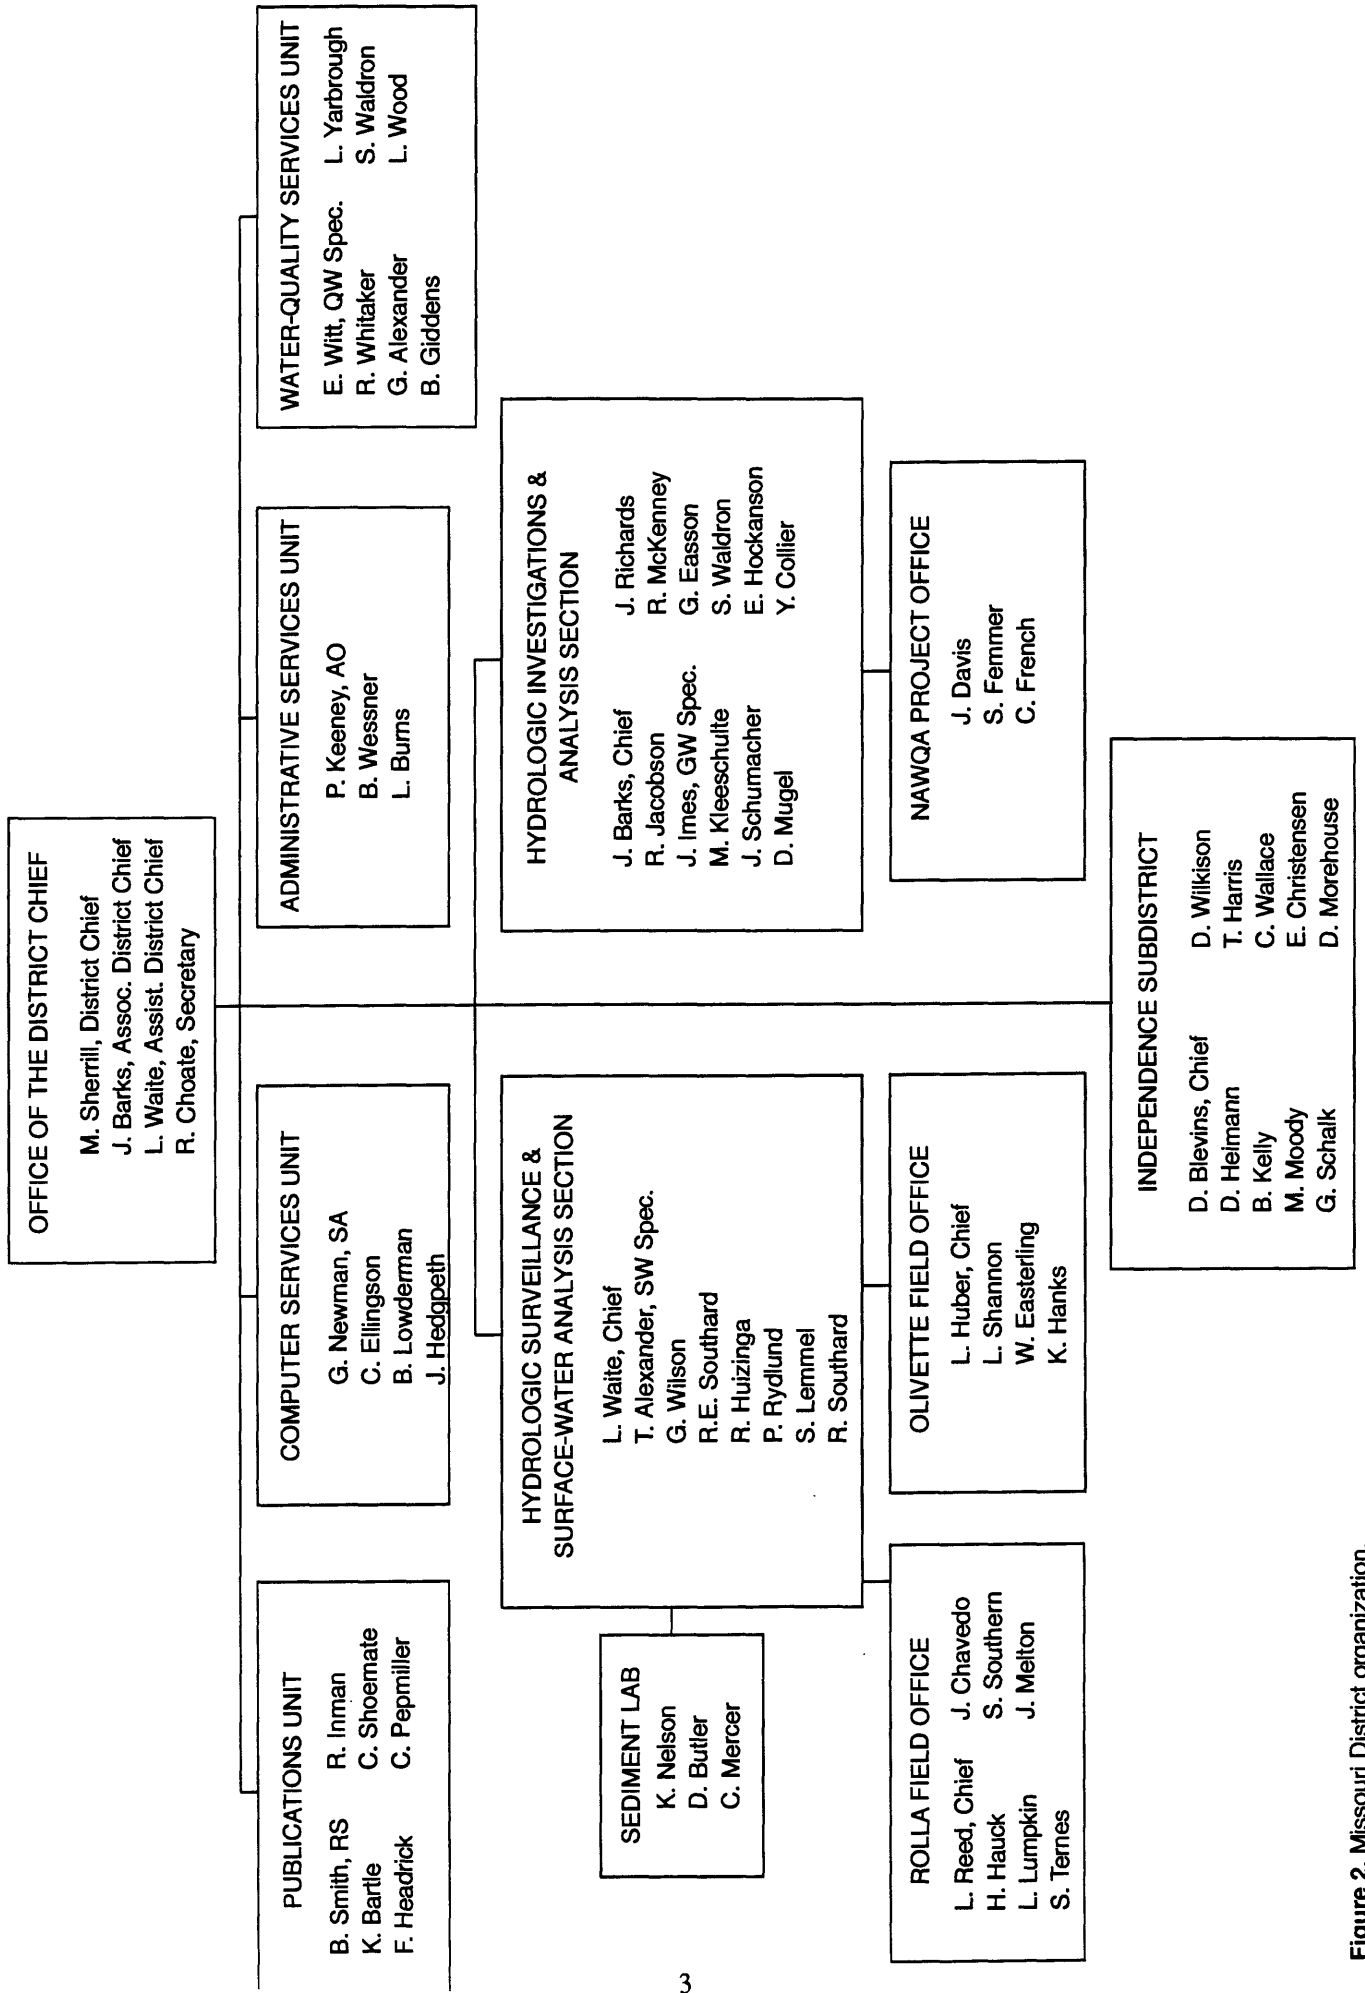 OFFICE OF THE DISTRICT CHIEF
M. Sherrill, District Chief
J. Barks, Assoc. District Chief
L. Waite, Assist. District Chief
R. Choate, Secretary
PUBLICATIONS UNIT
B. Smith, RS R. Inman
K. Bartle C. Shoemate
F. Headrick C. Pepmiller
COMPUTER SERVICES UNIT
G. Newman, SA
C. Ellingson
B. Lowderman
J. Hedgpeth
ADMINISTRATIVE SERVICES UNIT
P. Keeney, AO
B. Wessner
L. Burns
WATER-QUALITY SERVICES UNIT
E. Witt, QW Spec. L. Yarbrough
R. Whitaker S. Waldron
G. Alexander L. Wood
B. Giddens
HYDROLOGIC SURVEILLANCE &
SURFACE-WATER ANALYSIS SECTION
L. Waite, Chief
T. Alexander, SW Spec.
G. Wilson
R.E. Southard
R. Huizinga
P. Rydlund
S. Lemmel
R. Southard
HYDROLOGIC INVESTIGATIONS &
ANALYSIS SECTION
J. Barks, Chief J. Richards
R. Jacobson R. McKenney
J. Imes, GW Spec. G. Easson
M. Kleeschulte S. Waldron
J. Schumacher E. Hockanson
D. Mugel Y. Collier
SEDIMENT LAB
K. Nelson
D. Butler
C. Mercer
ROLLA FIELD OFFICE
L. Reed, Chief J. Chavedo
H. Hauck S. Southern
L. Lumpkin J. Melton
S. Ternes
OLIVETTE FIELD OFFICE
L. Huber, Chief
L. Shannon
W. Easterling
K. Hanks
NAWQA PROJECT OFFICE
J. Davis
S. Femmer
C. French
INDEPENDENCE SUBDISTRICT
D. Blevins, Chief D. Wilkison
D. Heimann T. Harris
B. Kelly C. Wallace
M. Moody E. Christensen
G. Schalk D. Morehouse
Figure 2. Missouri District organization.
3